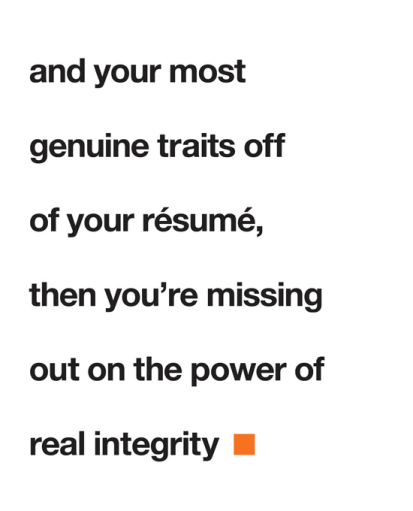 and your most
genuine traits off
of your résumé,
then you’re missing
out on the power of
real integrity